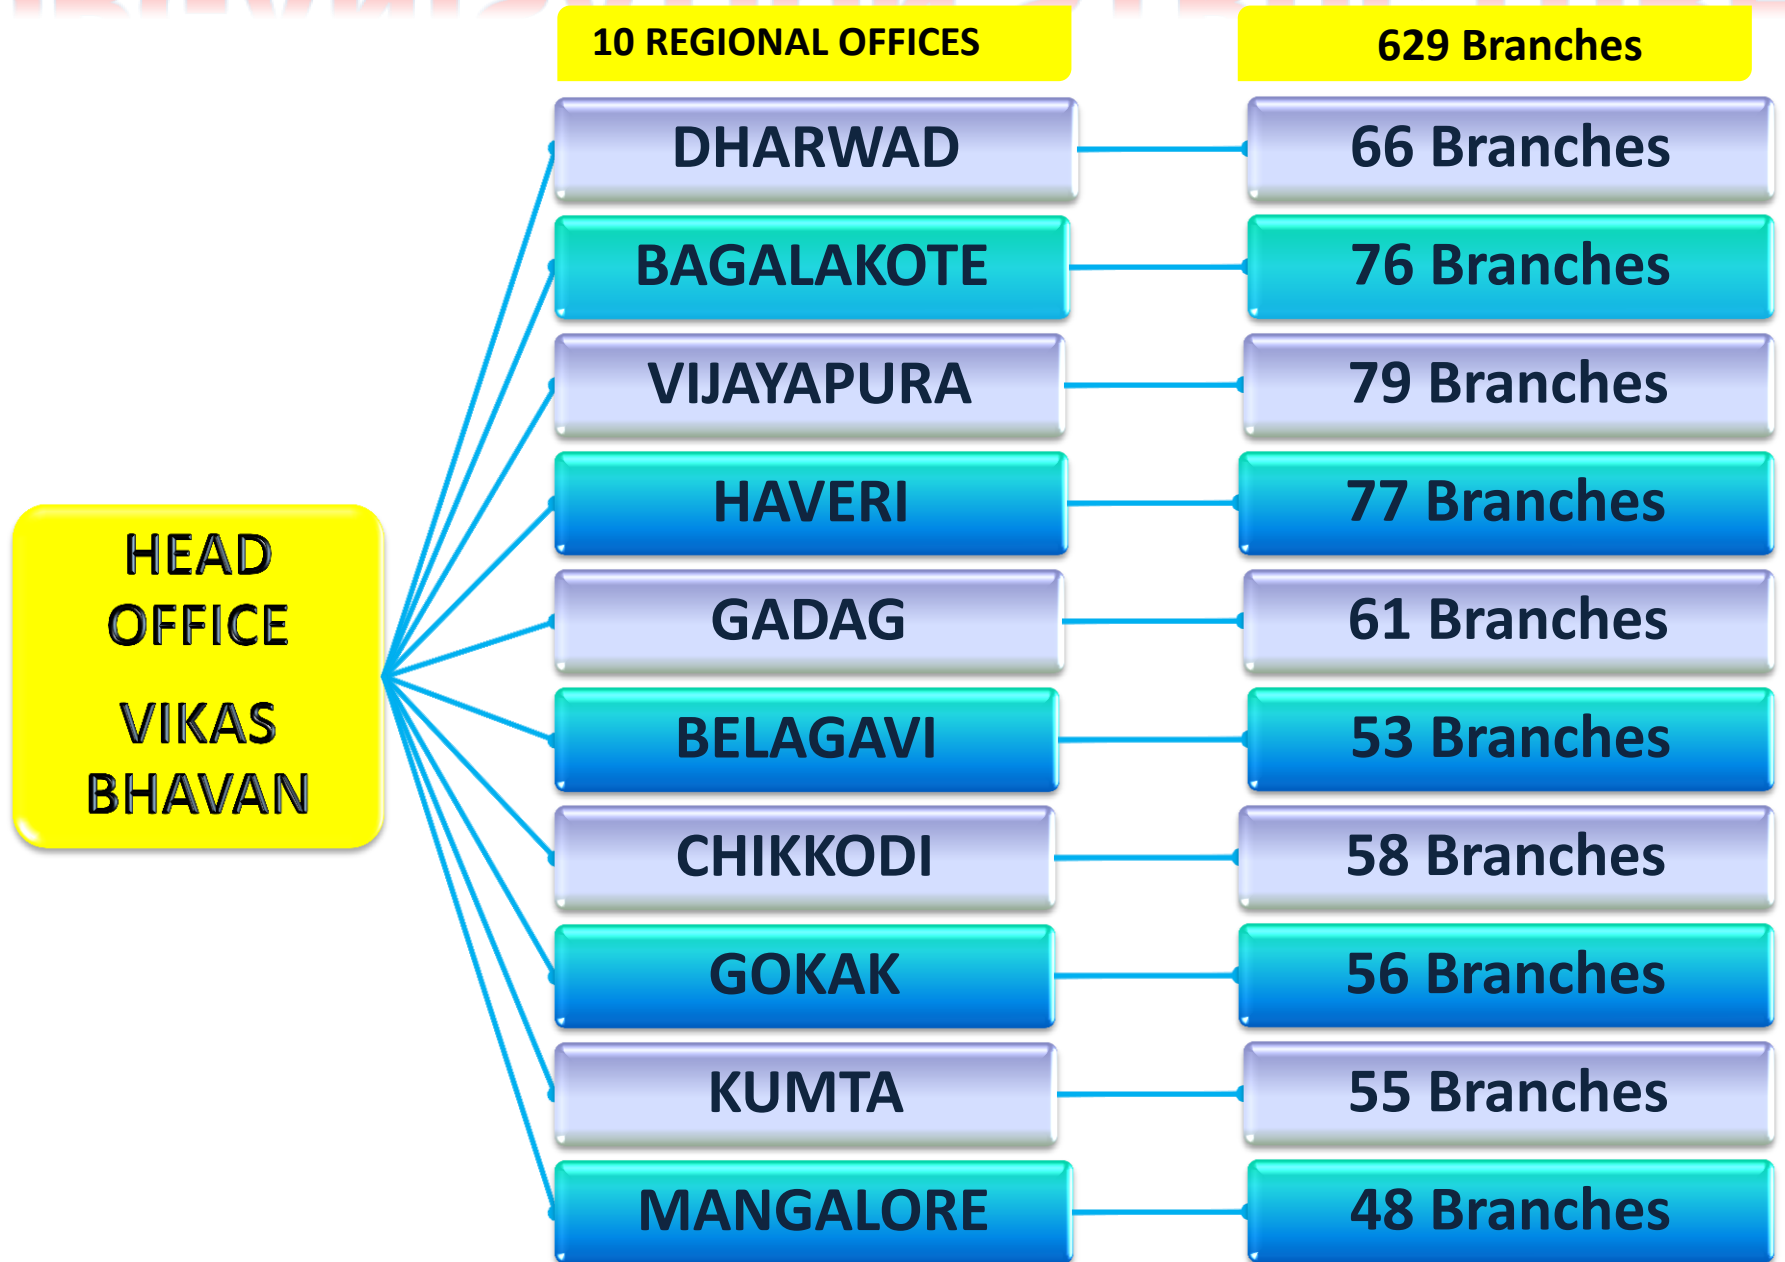 10 REGIONAL OFFICES
629 Branches
DHARWAD
66 Branches
BAGALAKOTE
76 Branches
VIJAYAPURA
79 Branches
HAVERI
77 Branches
GADAG
61 Branches
HEAD
OFFICE
VIKAS
BHAVAN
BELAGAVI
53 Branches
CHIKKODI
58 Branches
GOKAK
56 Branches
KUMTA
55 Branches
MANGALORE
48 Branches